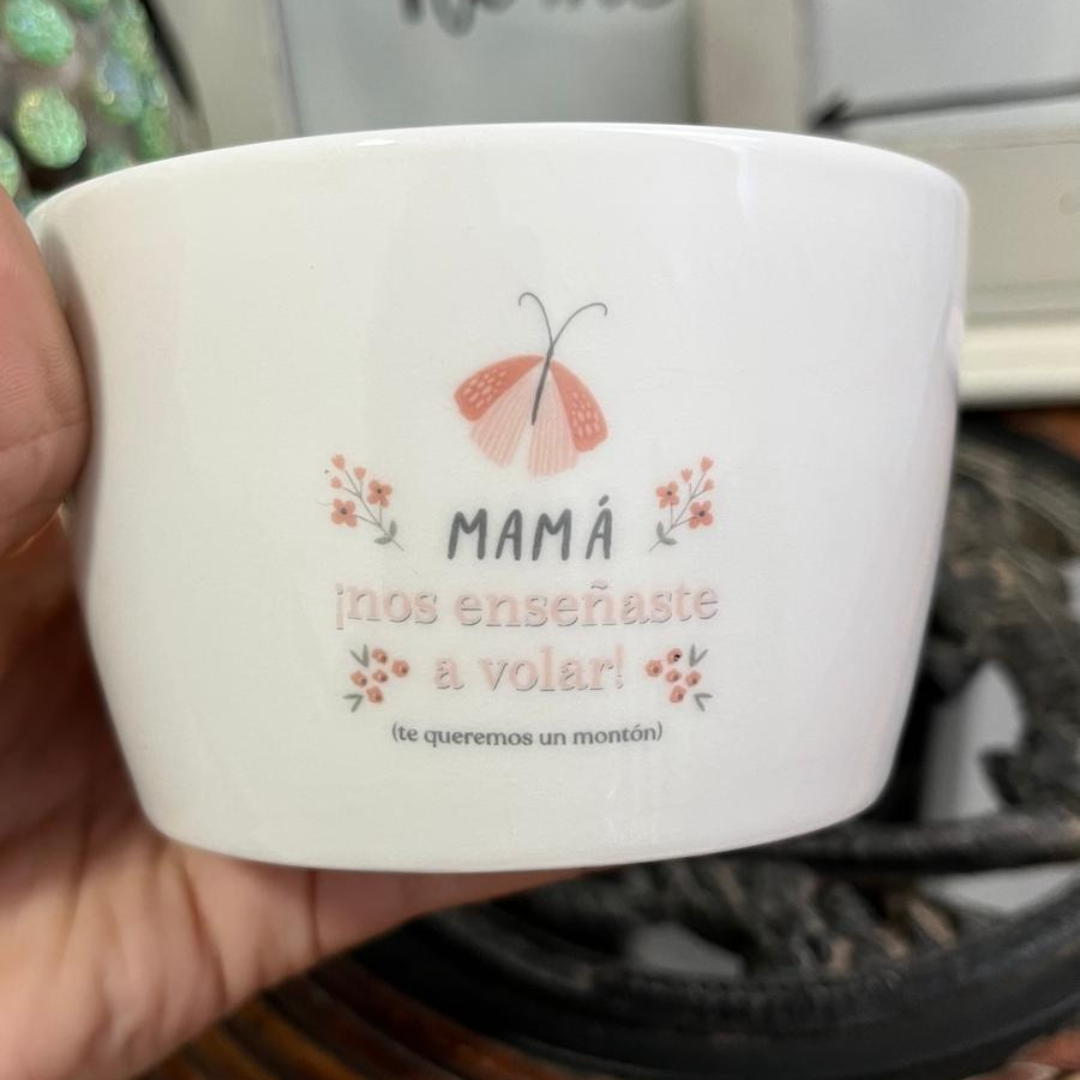 MAMÁ
¡nos enseñaste
a volar!
(te queremos un montón)